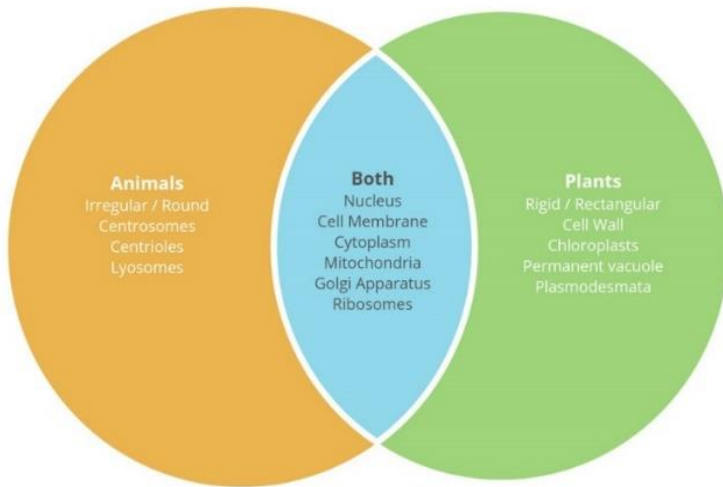 Animals
Irregular / Round
Centrosomes
Centrioles
Lyosomes
Both
Nucleus
Cell Membrane
Cytoplasm
Mitochondria
Golgi Apparatus
Ribosomes
Plants
Rigid / Rectangular
Cell Wall
Chloroplasts
Permanent vacuole
Plasmodesmata